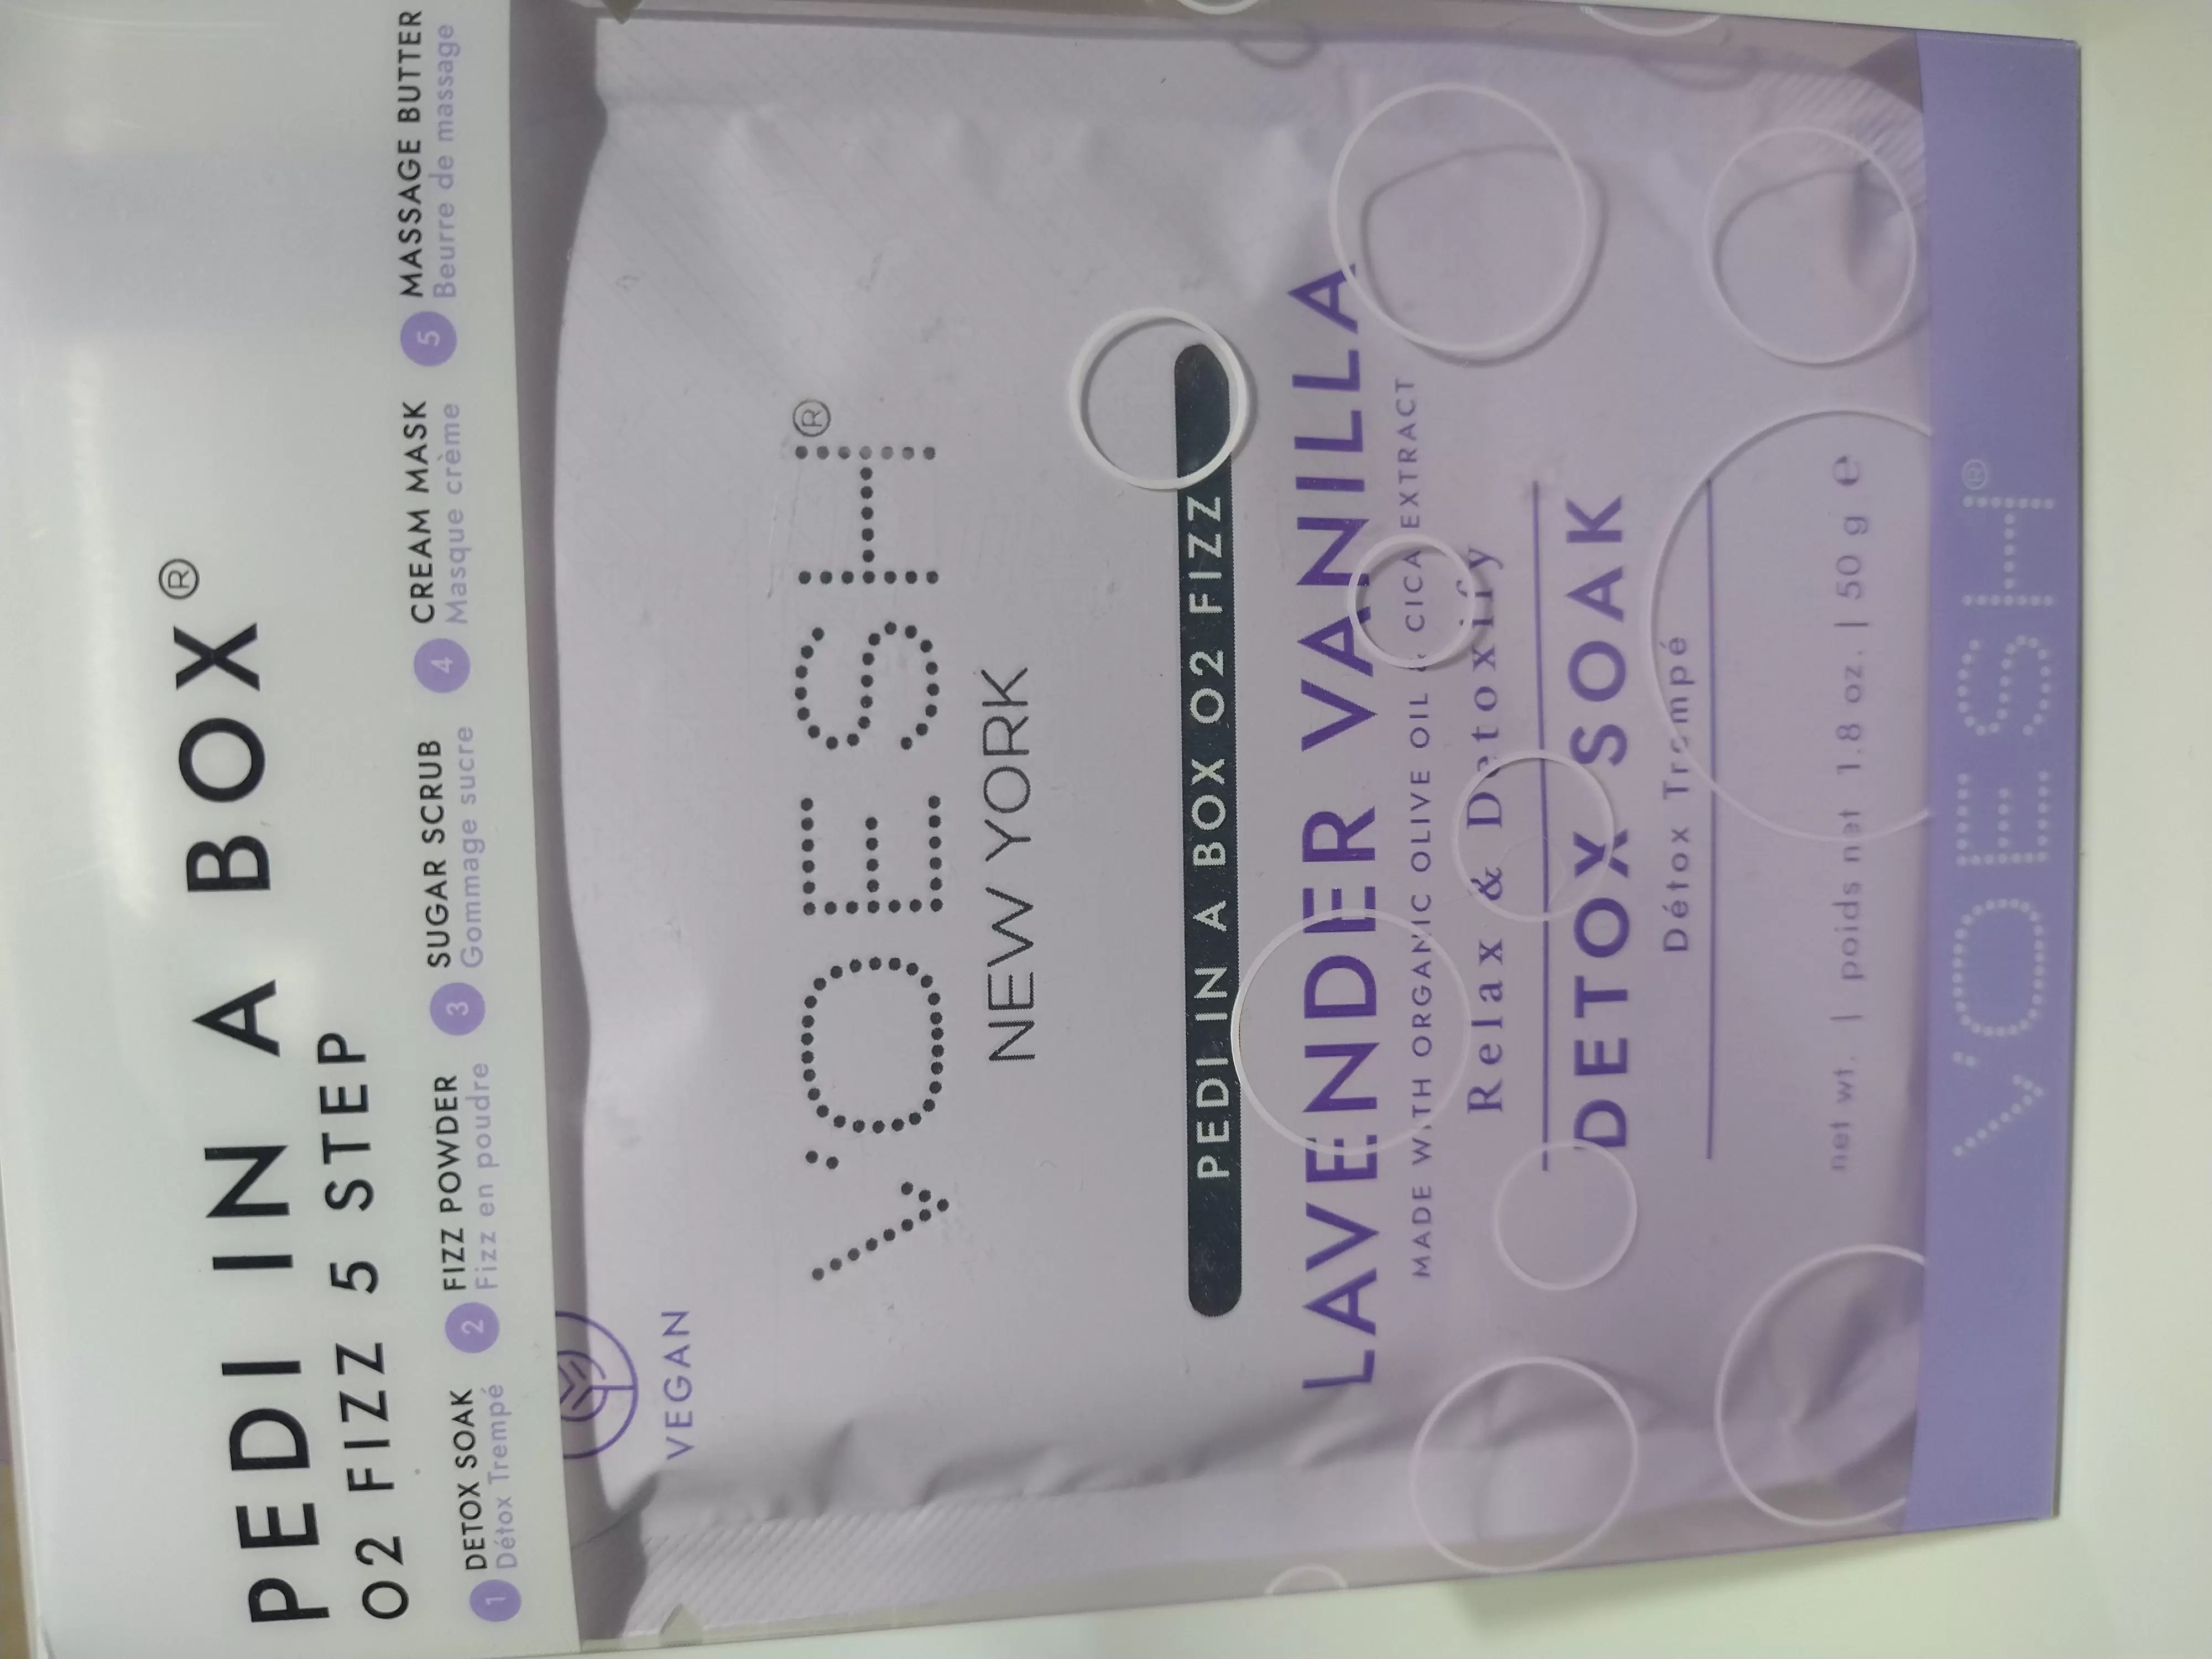 PEDI IN A BOX®
O2 FIZZ 5 STEP
1 DETOX SOAK
Détox Trempé
2 FIZZ POWDER
Fizz en poudre
3 SUGAR SCRUB
Gommage sucre
4 CREAM MASK
Masque crème
5 MASSAGE BUTTER
Beurre de massage
VEGAN
V'OESH®
NEW YORK
PEDI IN A BOX O2 FIZZ
LAVENDER VANILLA
MADE WITH ORGANIC OLIVE OIL & CICA EXTRACT
Relax & Detoxify
DETOX SOAK
Détox Trempé
net wt. | poids net 1.8 oz. | 50 g ℮
V'OESH®